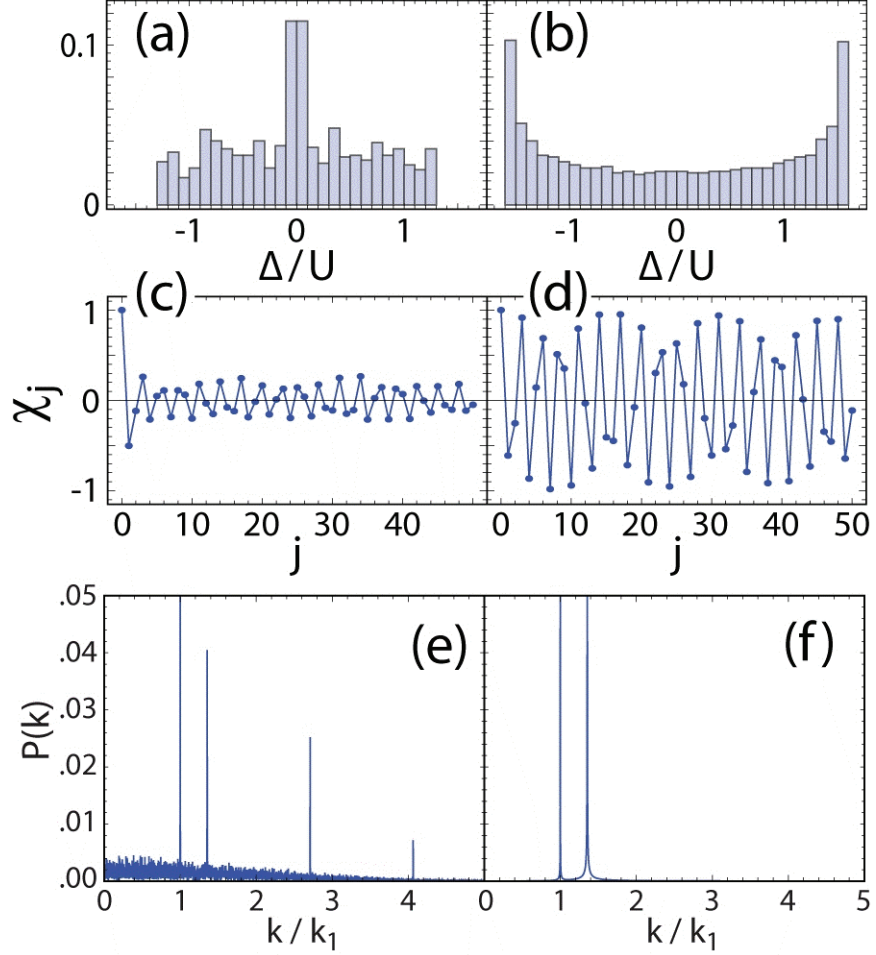 (a) (b)
0.1
0
-1 0 1 -1 0 1
Δ / U Δ / U
(c) (d)
1
0
-1
χj
0 10 20 30 40 0 10 20 30 40 50
j j
.05
(e) (f)
.04
.03
.02
.01
.00
P(k)
0 1 2 3 4 0 1 2 3 4 5
k / k1 k / k1